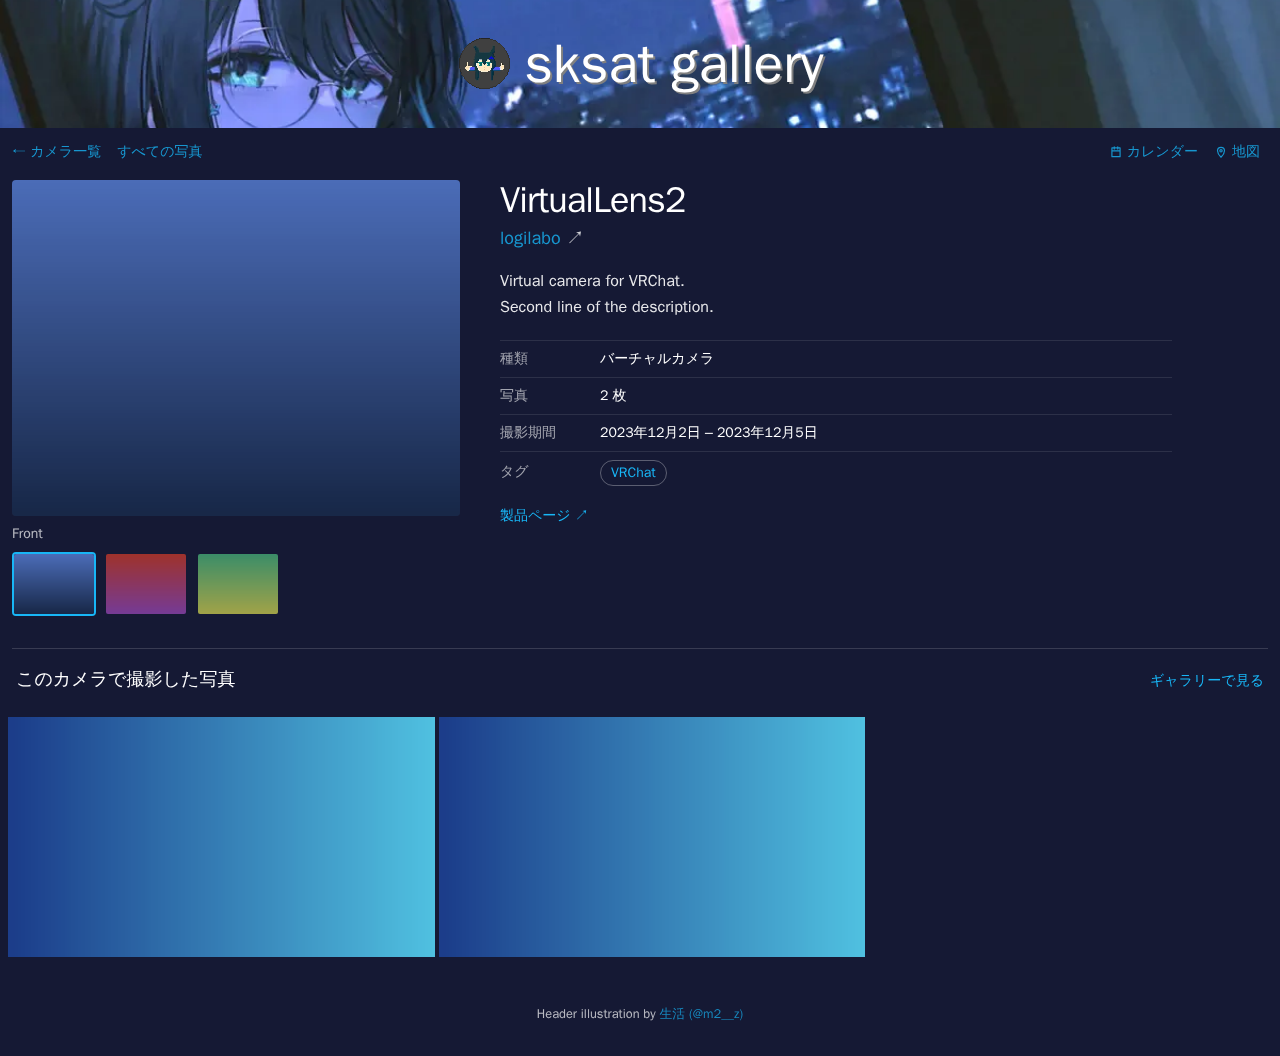 sksat gallery
← カメラ一覧 すべての写真
カレンダー 地図
VirtualLens2
logilabo ↗
Virtual camera for VRChat.
Second line of the description.
種類 バーチャルカメラ
写真 2 枚
撮影期間 2023年12月2日 – 2023年12月5日
タグ VRChat
製品ページ ↗
Front
このカメラで撮影した写真
ギャラリーで見る
Header illustration by 生活 (@m2__z)